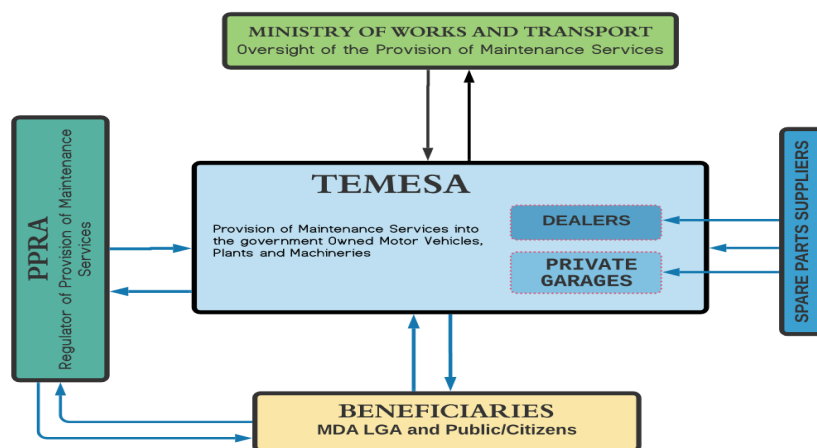 MINISTRY OF WORKS AND TRANSPORT
Oversight of the Provision of Maintenance Services
PPRA
Regulator of Provision of Maintenance
Services
TEMESA
Provision of Maintenance Services into
the government Owned Motor Vehicles,
Plants and Machineries
DEALERS
PRIVATE
GARAGES
SPARE PARTS SUPPLIERS
BENEFICIARIES
MDA LGA and Public/Citizens